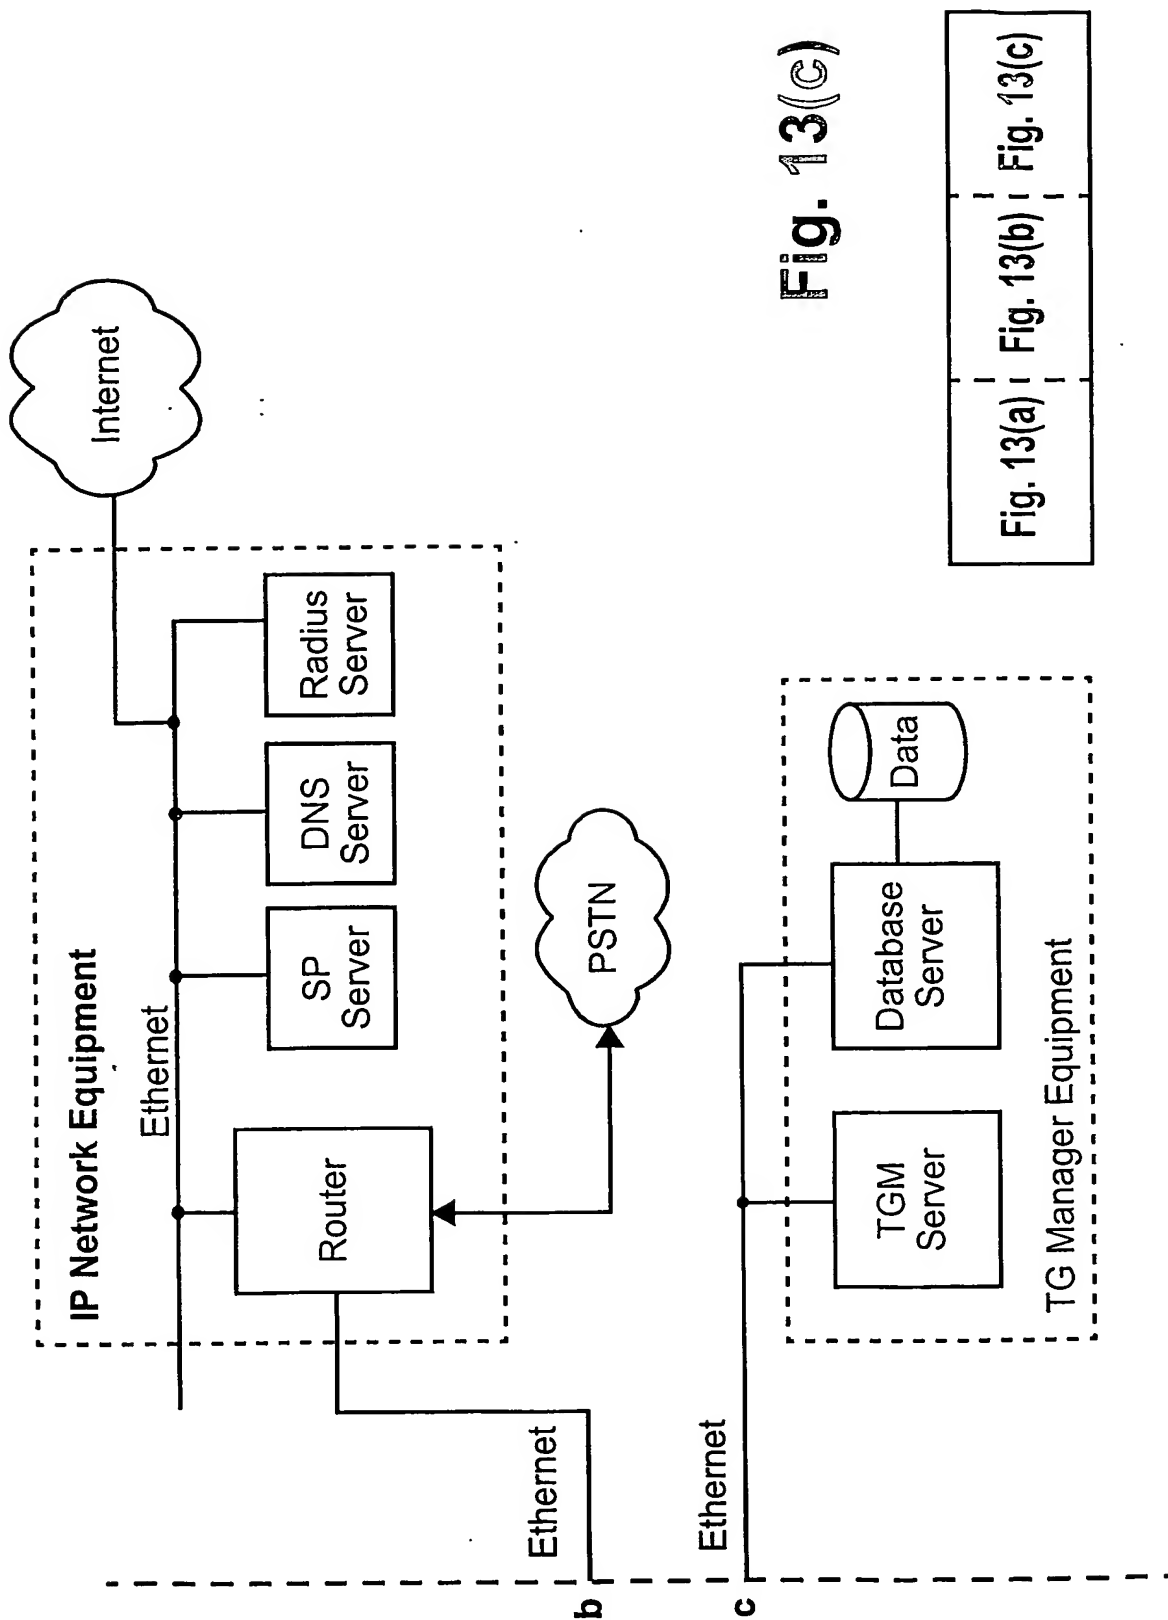 Internet
IP Network Equipment
Ethernet
Router
SP
Server
DNS
Server
Radius
Server
Ethernet
b
PSTN
Ethernet
c
TGM
Server
Database
Server
Data
TG Manager Equipment
Fig. 13(c)
Fig. 13(a)
Fig. 13(b)
Fig. 13(c)